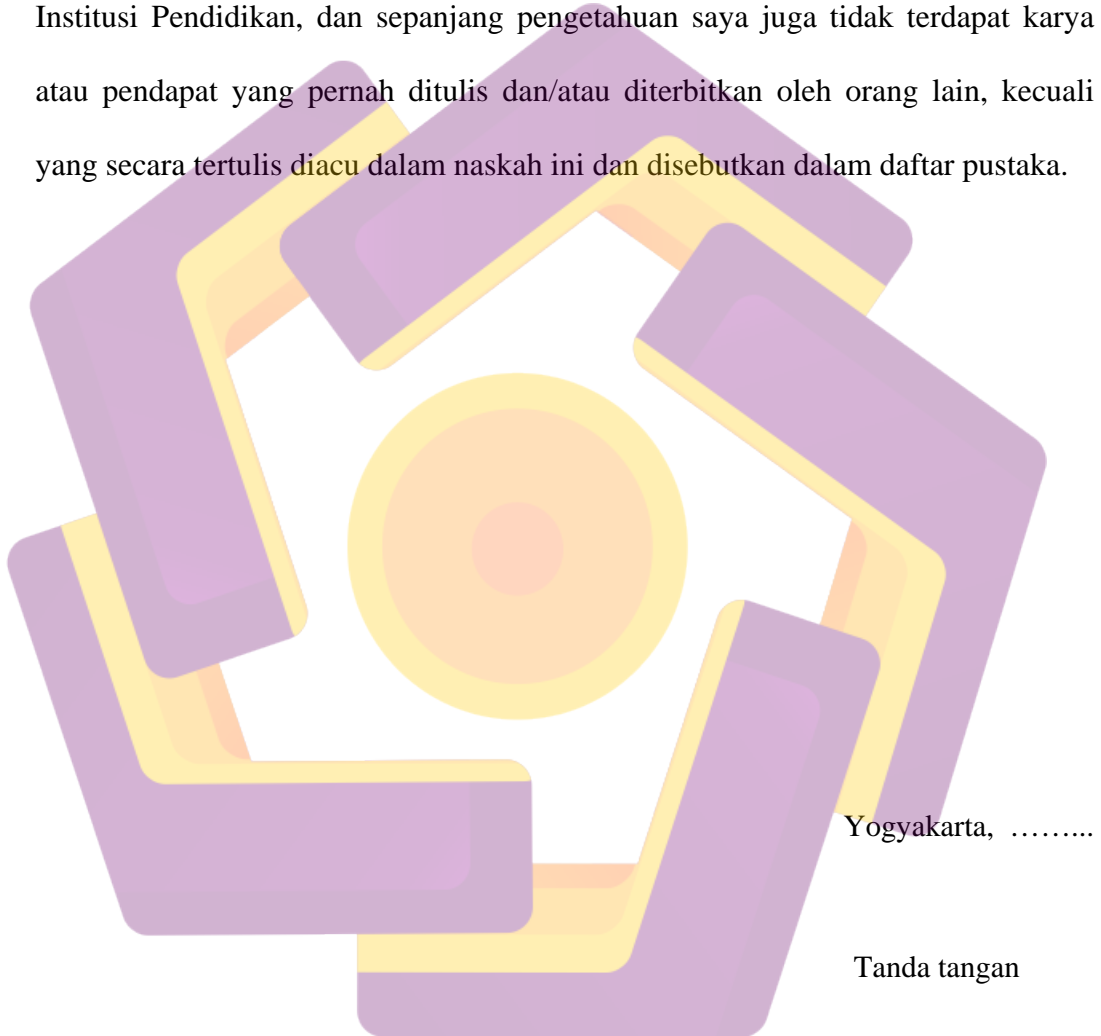 Institusi Pendidikan, dan sepanjang pengetahuan saya juga tidak terdapat karya
atau pendapat yang pernah ditulis dan/atau diterbitkan oleh orang lain, kecuali
yang secara tertulis diacu dalam naskah ini dan disebutkan dalam daftar pustaka.
Yogyakarta, ……...
Tanda tangan